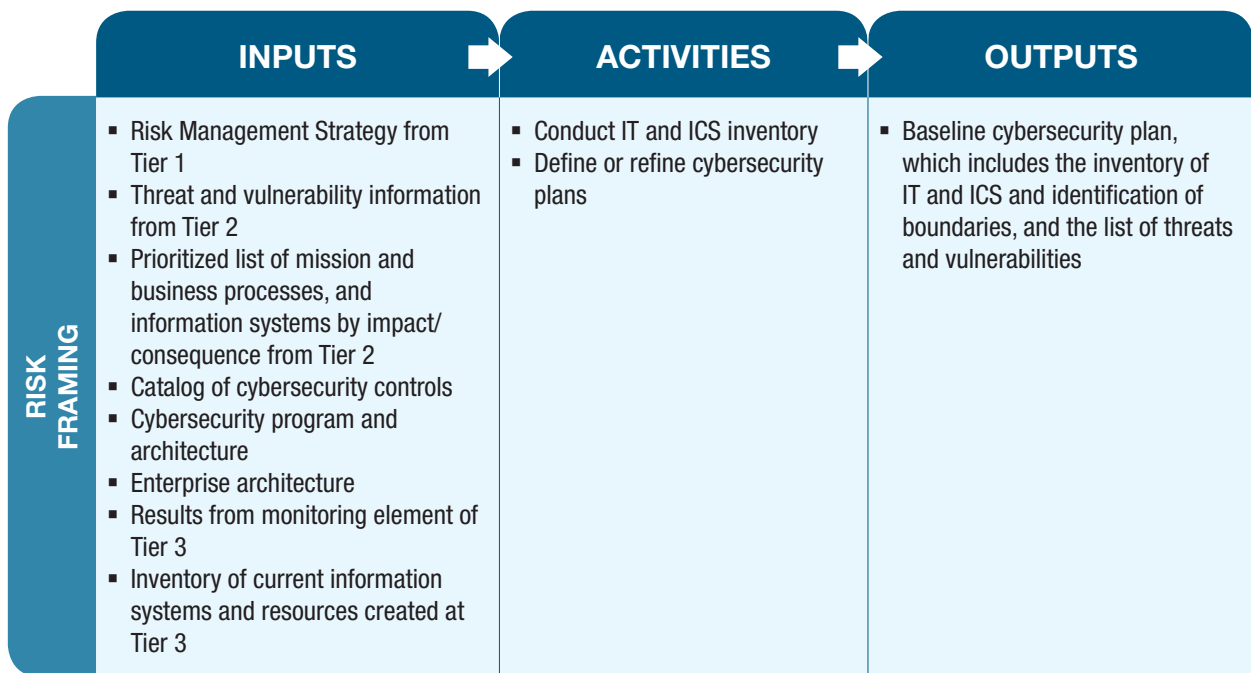 INPUTS
ACTIVITIES
OUTPUTS
RISK
FRAMING
▪ Risk Management Strategy from
Tier 1
▪ Threat and vulnerability information
from Tier 2
▪ Prioritized list of mission and
business processes, and
information systems by impact/
consequence from Tier 2
▪ Catalog of cybersecurity controls
▪ Cybersecurity program and
architecture
▪ Enterprise architecture
▪ Results from monitoring element of
Tier 3
▪ Inventory of current information
systems and resources created at
Tier 3
▪ Conduct IT and ICS inventory
▪ Define or refine cybersecurity
plans
▪ Baseline cybersecurity plan,
which includes the inventory of
IT and ICS and identification of
boundaries, and the list of threats
and vulnerabilities